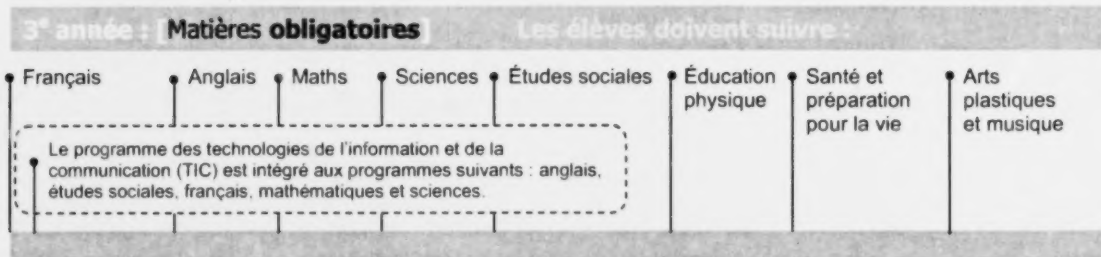 3e année : [Matières obligatoires] Les élèves doivent suivre :
Français Anglais Maths Sciences Études sociales Éducation physique Santé et préparation pour la vie Arts plastiques et musique
Le programme des technologies de l'information et de la
communication (TIC) est intégré aux programmes suivants : anglais,
études sociales, français, mathématiques et sciences.